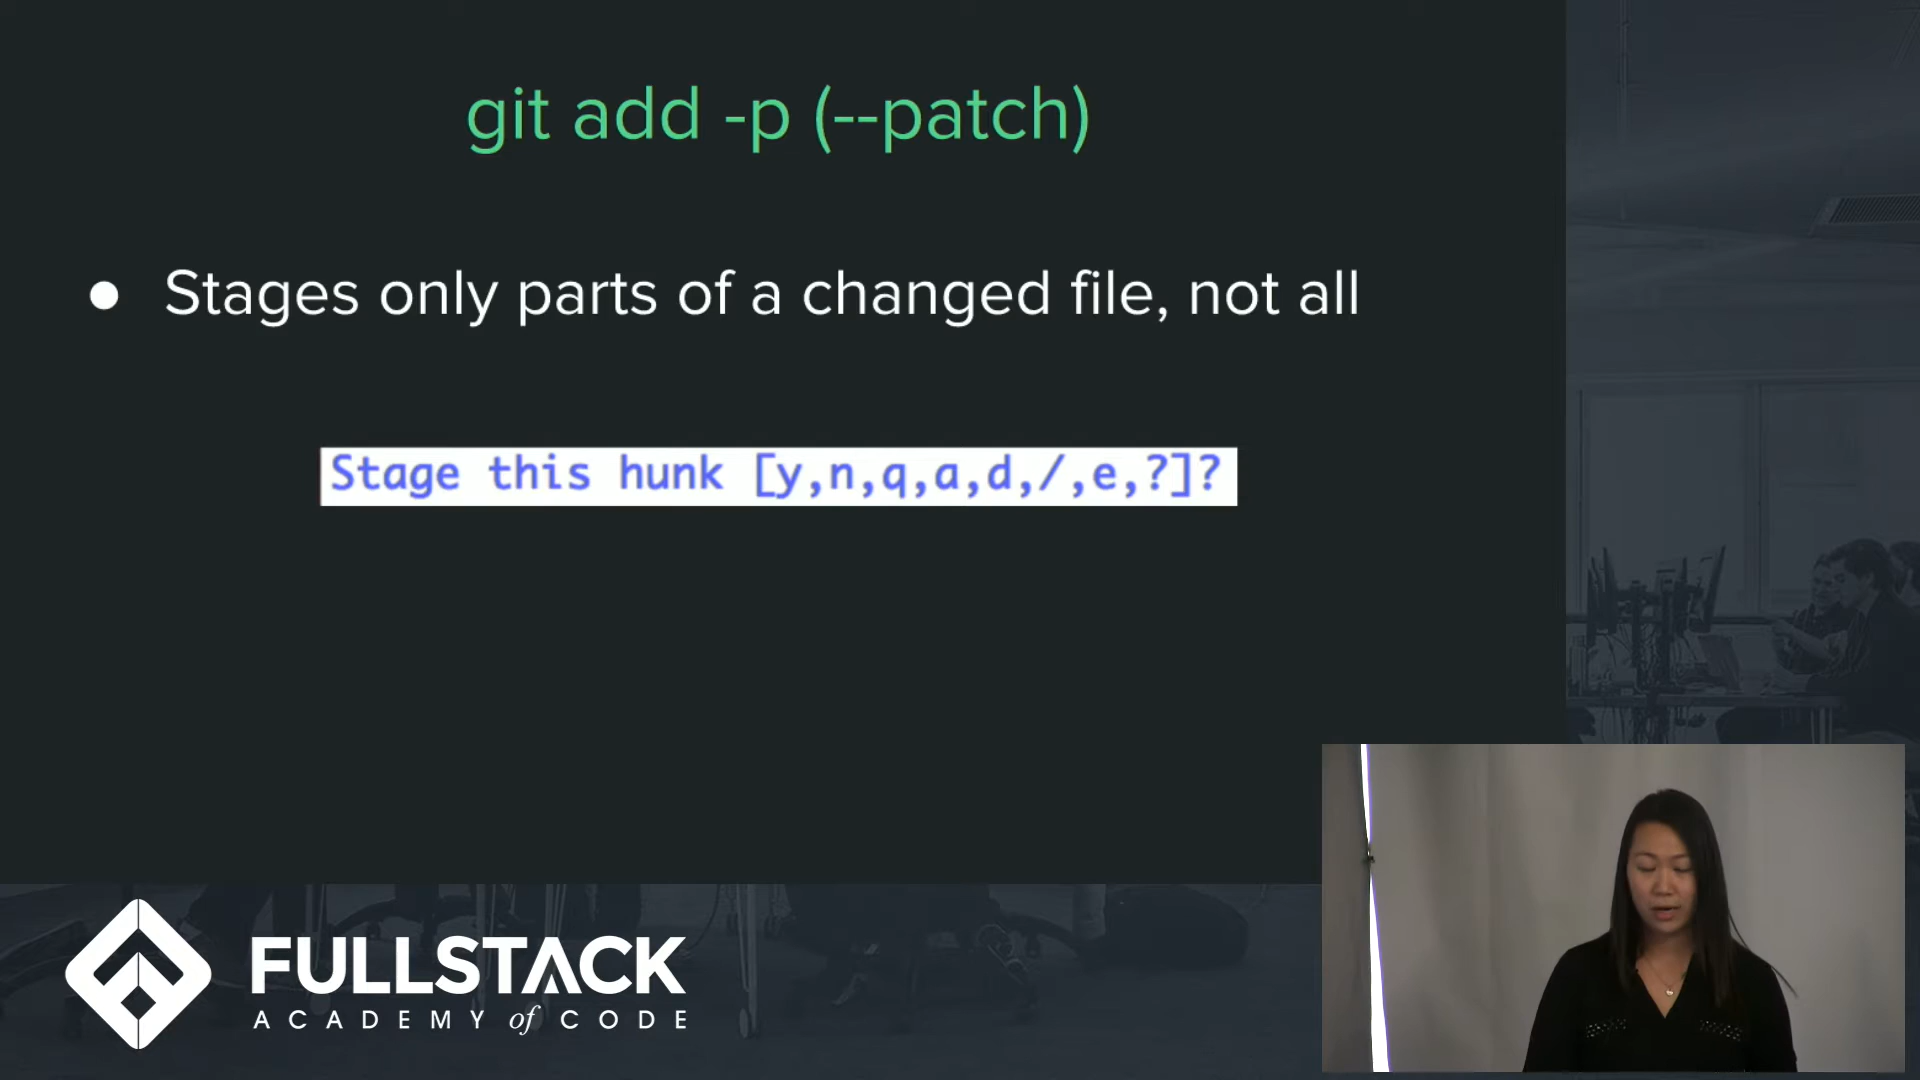 git add -p (--patch)
● Stages only parts of a changed file, not all
Stage this hunk [y,n,q,a,d,/,e,?]?
FULLSTACK
ACADEMY of CODE